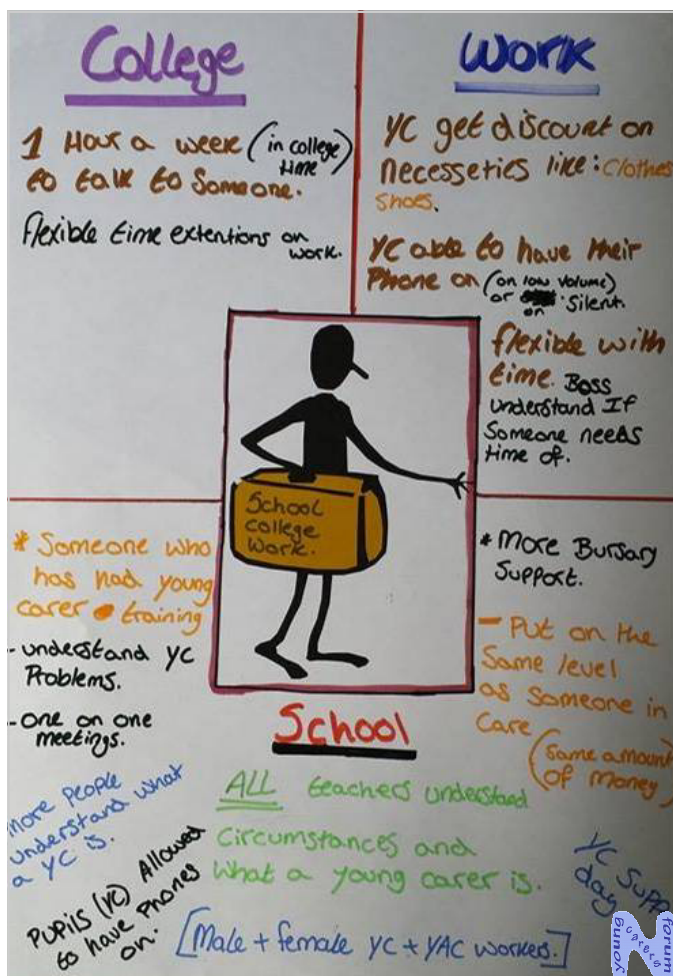 College
1 Hour a week (in college time)
to talk to Someone.
flexible time extentions on
work.
Work
YC get discount on
necesseties like: Clothes
Shoes.
YC able to have their
Phone on (on low volume)
or on Silent.
flexible with
time. Boss
understand If
Someone needs
time of.
School
college
Work.
* Someone who
has had young
carer training
- understand YC
Problems.
- one on one
meetings.
More people
understand what
a YC is.
PUPils (YC) Allowed
to have Phones
on.
* More Bursary
Support.
- Put on the
Same level
as someone in
Care
(Same amount
of money)
School
ALL teachers understand
circumstances and
what a young carer is.
[Male + female YC + YAC workers.]
YC Supp
day
young carers forum